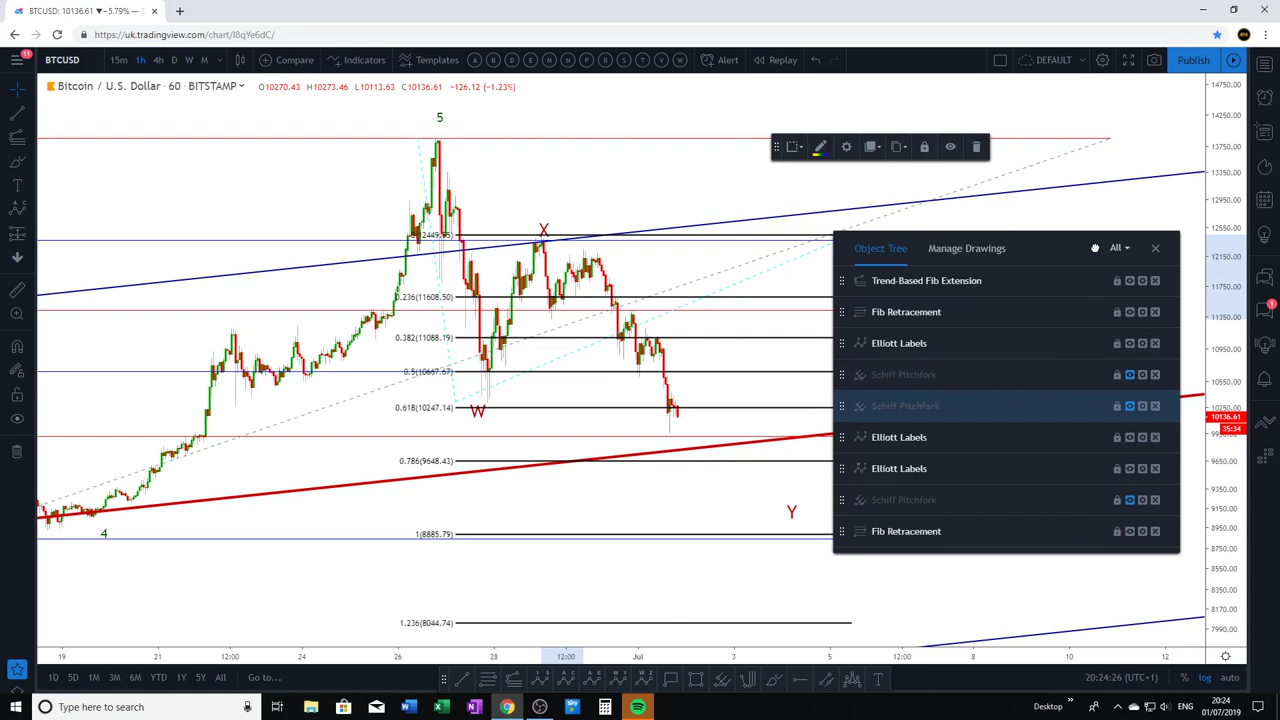 BTCUSD: 10136.61 ▼−5.79% —
https://uk.tradingview.com/chart/l8qYe6dC/
11
BTCUSD
15m 1h 4h D W M
Compare
Indicators
Templates
A B D E M H F P R S T V W
Alert
Replay
DEFAULT
Publish
Bitcoin / U.S. Dollar · 60 · BITSTAMP
O10270.43 H10273.46 L10113.63 C10136.61 −126.12 (−1.23%)
14750.00
14250.00
13750.00
13350.00
12950.00
12550.00
12150.00
11750.00
11350.00
10950.00
10550.00
10250.00
10136.61
35:34
9650.00
9350.00
9150.00
8950.00
8750.00
8550.00
8350.00
8170.00
7990.00
5
X
W
Y
4
0.236(11608.50)
0.382(11088.19)
0.5(10667.67)
0.618(10247.14)
0.786(9648.43)
1(8885.79)
1.236(8044.74)
Object Tree
Manage Drawings
All
Trend-Based Fib Extension
Fib Retracement
Elliott Labels
Schiff Pitchfork
Schiff Pitchfork
Elliott Labels
Elliott Labels
Schiff Pitchfork
Fib Retracement
1
19 21 12:00 24 26 28 12:00 Jul 3 5 12:00 8 10 12
1D 5D 1M 3M 6M YTD 1Y 5Y All Go to...
20:24:26 (UTC+1) % log auto
Type here to search
Desktop
ENG
20:24
01/07/2019